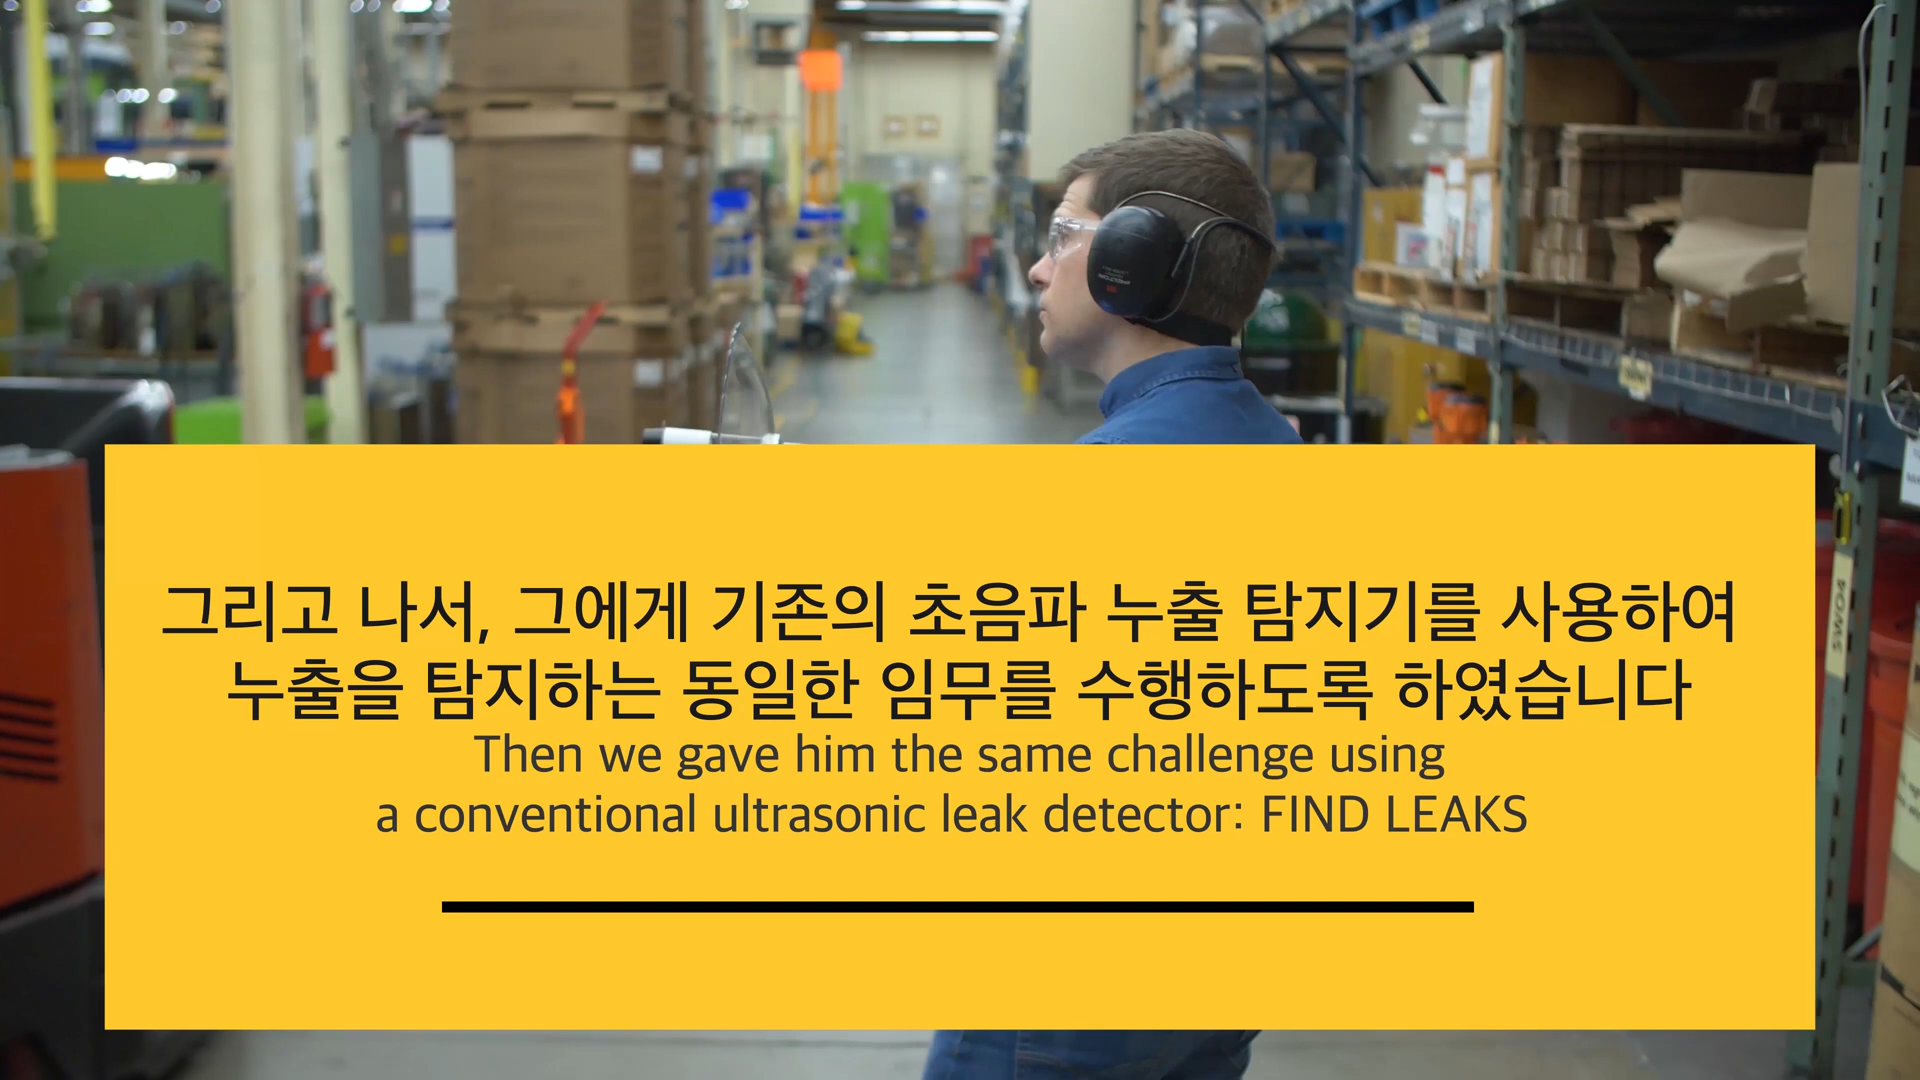 그리고 나서, 그에게 기존의 초음파 누출 탐지기를 사용하여
누출을 탐지하는 동일한 임무를 수행하도록 하였습니다
Then we gave him the same challenge using
a conventional ultrasonic leak detector: FIND LEAKS
SW04